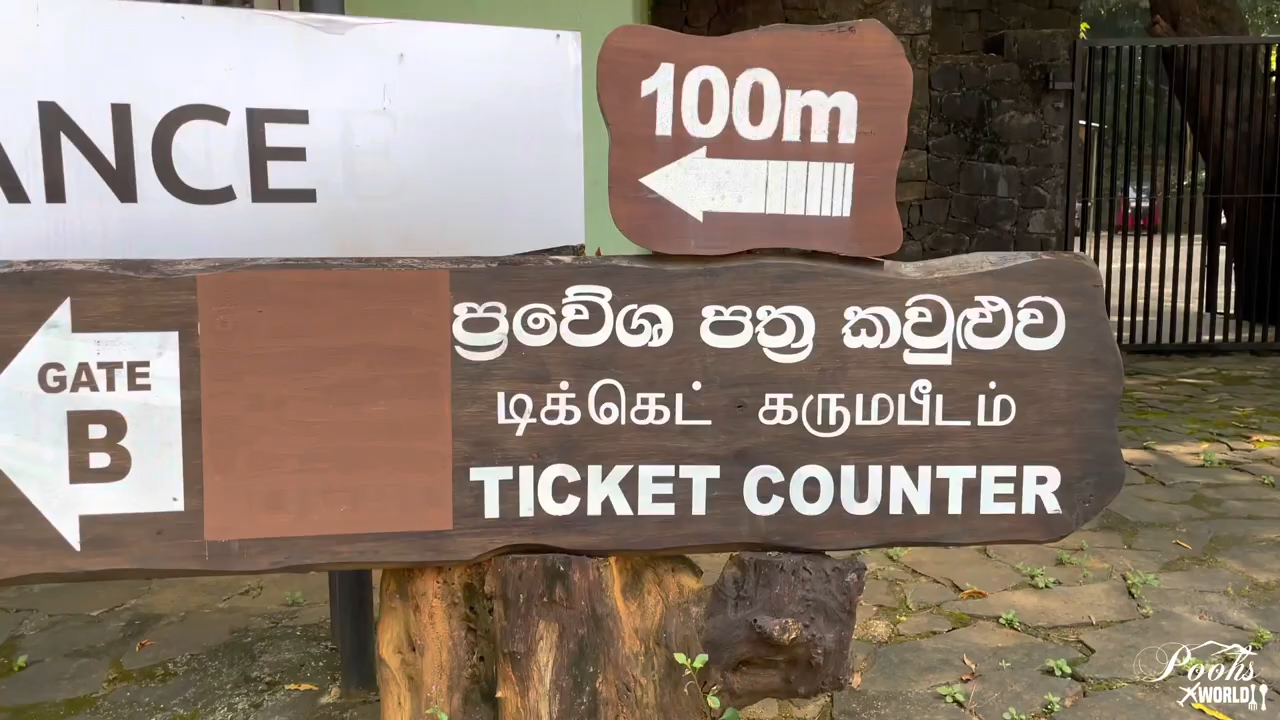 ANCE
100m
GATE
B
ප්‍රවේශ පත්‍ර කවුළුව
டிக்கெட் கருமபீடம்
TICKET COUNTER
Poohs
WORLD